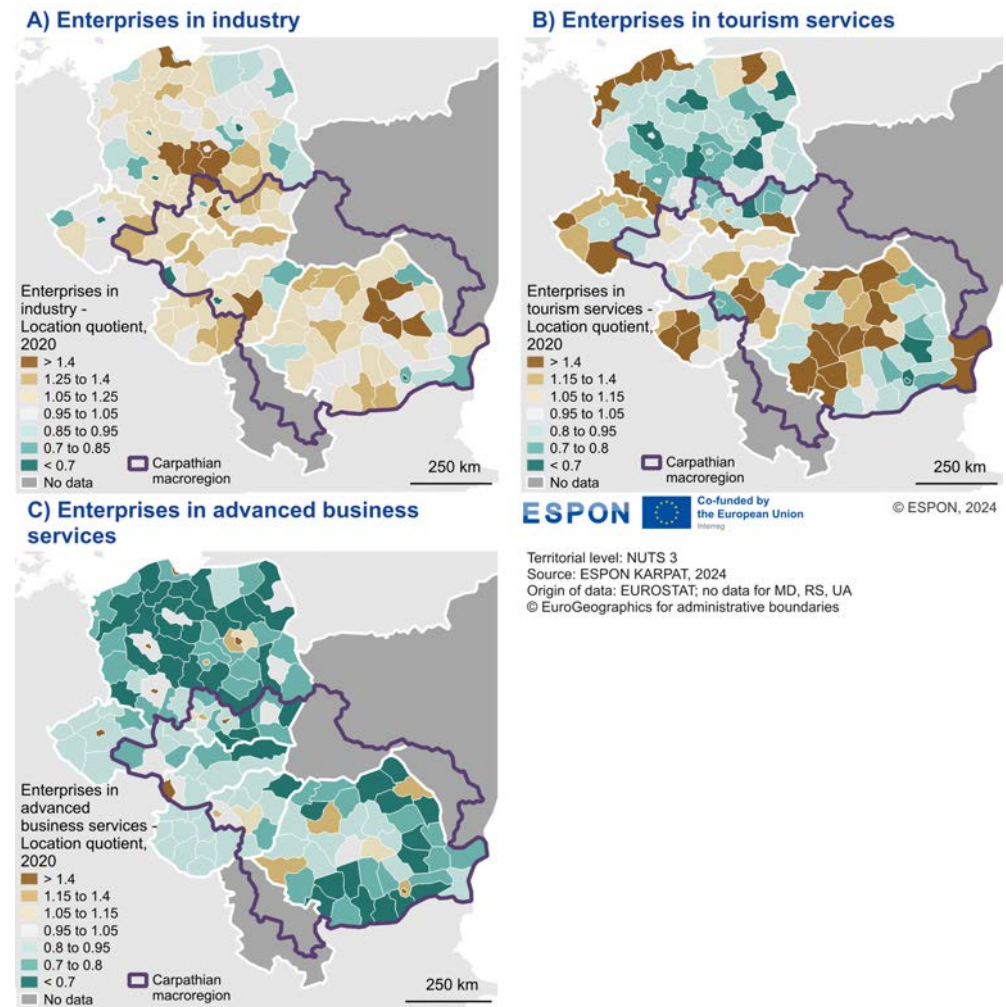 A) Enterprises in industry
Enterprises in
industry -
Location quotient,
2020
> 1.4
1.25 to 1.4
1.05 to 1.25
0.95 to 1.05
0.85 to 0.95
0.7 to 0.85
< 0.7
No data
Carpathian
macroregion
250 km
B) Enterprises in tourism services
Enterprises in
tourism services -
Location quotient,
2020
> 1.4
1.15 to 1.4
1.05 to 1.15
0.95 to 1.05
0.8 to 0.95
0.7 to 0.8
< 0.7
No data
Carpathian
macroregion
250 km
C) Enterprises in advanced business
services
Enterprises in
advanced
business services -
Location quotient,
2020
> 1.4
1.15 to 1.4
1.05 to 1.15
0.95 to 1.05
0.8 to 0.95
0.7 to 0.8
< 0.7
No data
Carpathian
macroregion
250 km
ESPON
Co-funded by
the European Union
Interreg
© ESPON, 2024
Territorial level: NUTS 3
Source: ESPON KARPAT, 2024
Origin of data: EUROSTAT; no data for MD, RS, UA
© EuroGeographics for administrative boundaries